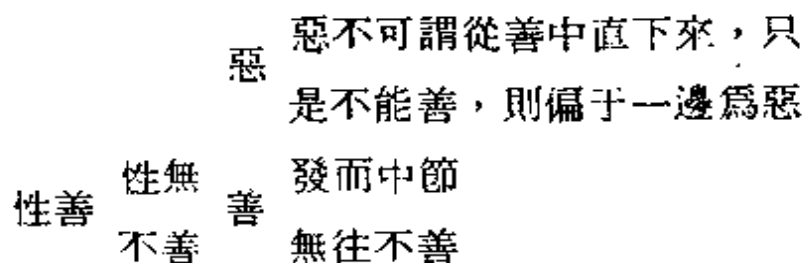 惡
惡不可謂從善中直下來，只
是不能善，則偏于一邊爲惡
性善
性無
不善
善
發而中節
無往不善